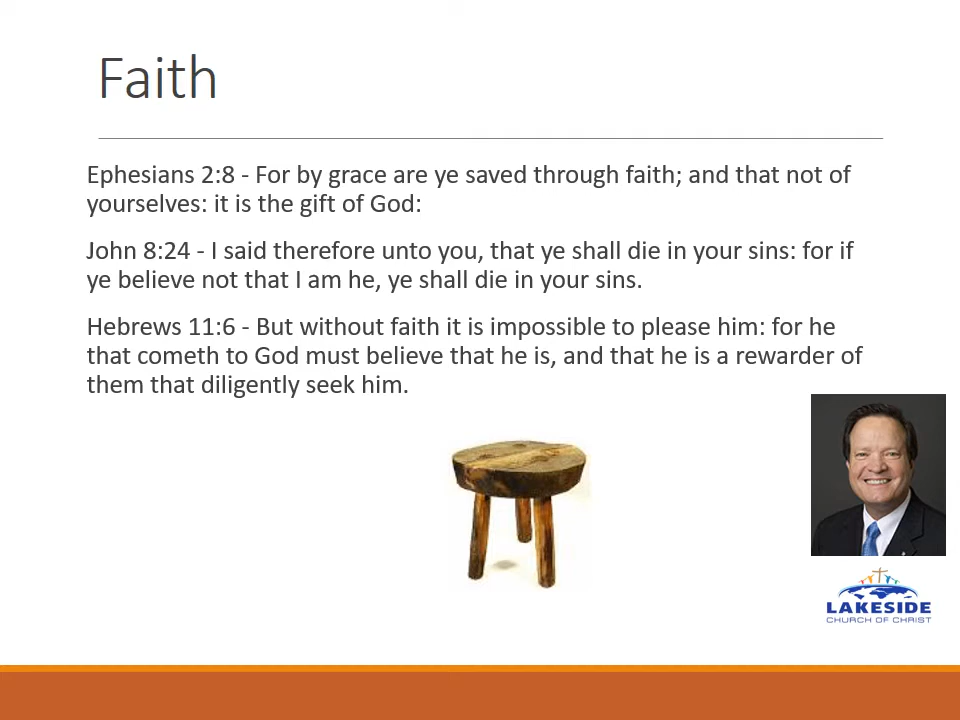 Faith
Ephesians 2:8 - For by grace are ye saved through faith; and that not of
yourselves: it is the gift of God:
John 8:24 - I said therefore unto you, that ye shall die in your sins: for if
ye believe not that I am he, ye shall die in your sins.
Hebrews 11:6 - But without faith it is impossible to please him: for he
that cometh to God must believe that he is, and that he is a rewarder of
them that diligently seek him.
LAKESIDE
CHURCH OF CHRIST